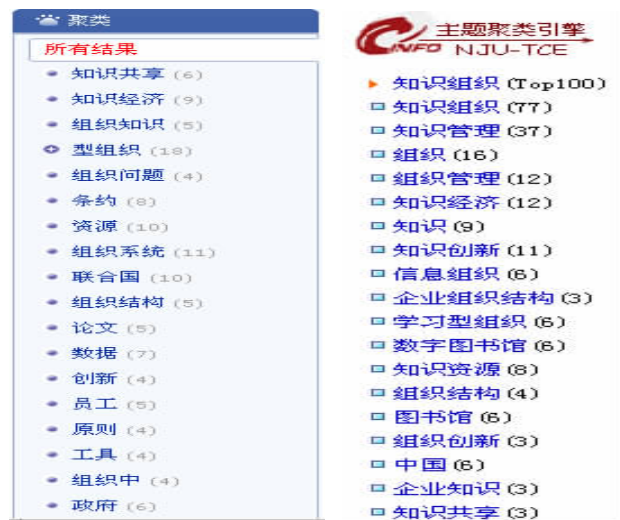 聚类
所有结果
知识共享 (6)
知识经济 (9)
组织知识 (5)
型组织 (18)
组织问题 (4)
条约 (8)
资源 (10)
组织系统 (11)
联合国 (10)
组织结构 (5)
论文 (5)
数据 (7)
创新 (4)
员工 (5)
原则 (4)
工具 (4)
组织中 (4)
政府 (6)
主题聚类引擎
CINFO NJU-TCE
知识组织 (Top100)
知识组织 (77)
知识管理 (37)
组织 (16)
组织管理 (12)
知识经济 (12)
知识 (9)
知识创新 (11)
信息组织 (6)
企业组织结构 (3)
学习型组织 (6)
数字图书馆 (6)
知识资源 (8)
组织结构 (4)
图书馆 (6)
组织创新 (3)
中国 (6)
企业知识 (3)
知识共享 (3)